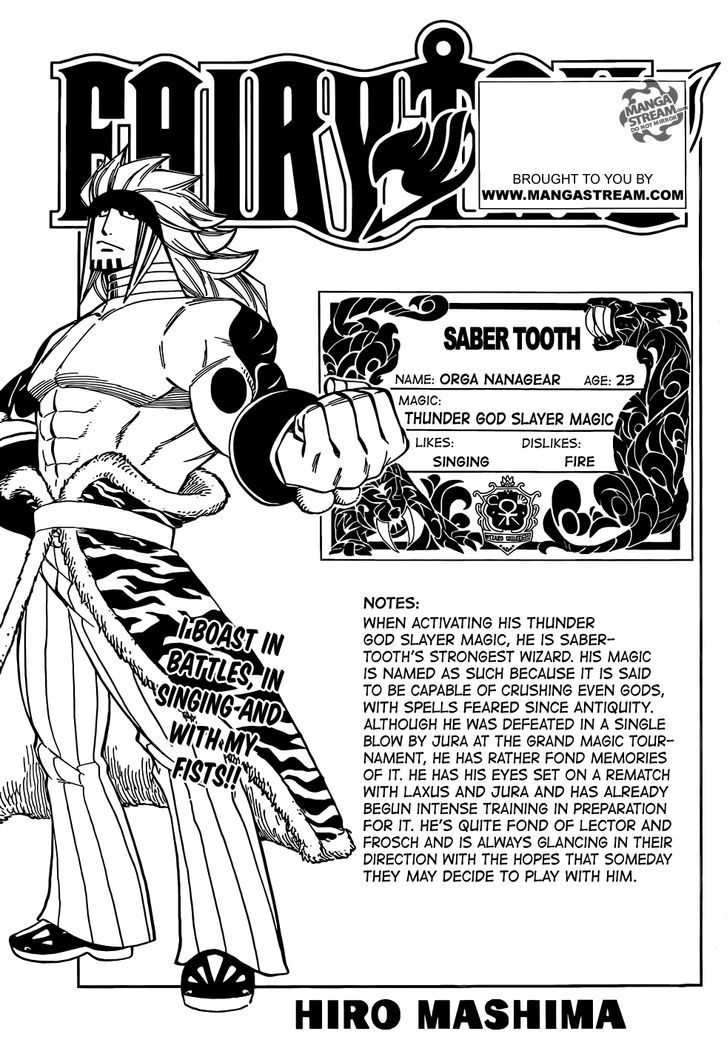 FAIRY TAIL
MANGA
STREAM.COM
DO NOT MIRROR
BROUGHT TO YOU BY
WWW.MANGASTREAM.COM
SABER TOOTH
NAME: ORGA NANAGEAR AGE: 23
MAGIC:
THUNDER GOD SLAYER MAGIC
LIKES: DISLIKES:
SINGING FIRE
NOTES:
WHEN ACTIVATING HIS THUNDER
GOD SLAYER MAGIC, HE IS SABER-
TOOTH'S STRONGEST WIZARD. HIS MAGIC
IS NAMED AS SUCH BECAUSE IT IS SAID
TO BE CAPABLE OF CRUSHING EVEN GODS,
WITH SPELLS FEARED SINCE ANTIQUITY.
ALTHOUGH HE WAS DEFEATED IN A SINGLE
BLOW BY JURA AT THE GRAND MAGIC TOUR-
NAMENT, HE HAS RATHER FOND MEMORIES
OF IT. HE HAS HIS EYES SET ON A REMATCH
WITH LAXUS AND JURA AND HAS ALREADY
BEGUN INTENSE TRAINING IN PREPARATION
FOR IT. HE'S QUITE FOND OF LECTOR AND
FROSCH AND IS ALWAYS GLANCING IN THEIR
DIRECTION WITH THE HOPES THAT SOMEDAY
THEY MAY DECIDE TO PLAY WITH HIM.
I BOAST IN
BATTLES, IN
SINGING AND
WITH MY
FISTS!!
HIRO MASHIMA